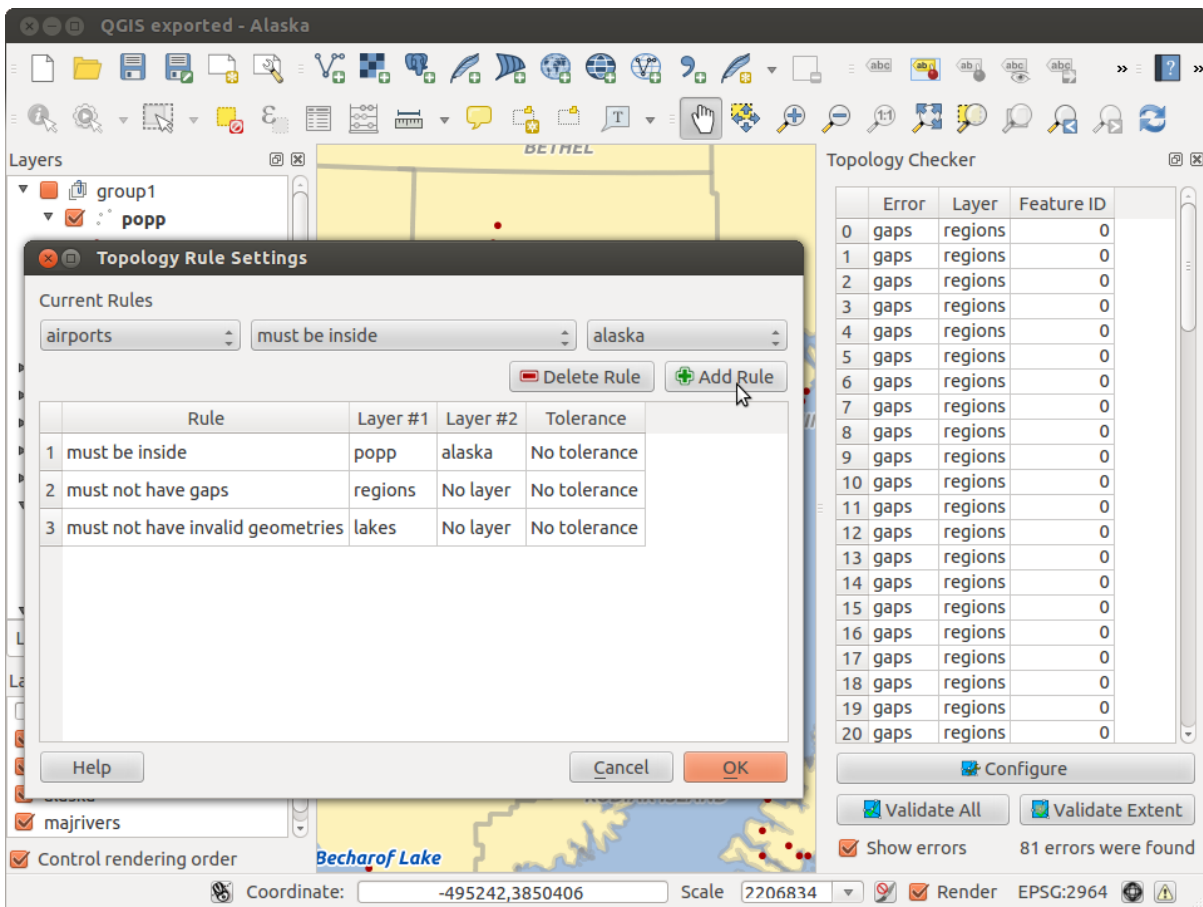 QGIS exported - Alaska
abc ab abc abc
?
T
1:1
Layers
group1
popp
BETHEL
Topology Checker
Error Layer Feature ID
0 gaps regions 0
1 gaps regions 0
2 gaps regions 0
3 gaps regions 0
4 gaps regions 0
5 gaps regions 0
6 gaps regions 0
7 gaps regions 0
8 gaps regions 0
9 gaps regions 0
10 gaps regions 0
11 gaps regions 0
12 gaps regions 0
13 gaps regions 0
14 gaps regions 0
15 gaps regions 0
16 gaps regions 0
17 gaps regions 0
18 gaps regions 0
19 gaps regions 0
20 gaps regions 0
Configure
Validate All Validate Extent
Show errors 81 errors were found
Topology Rule Settings
Current Rules
airports must be inside alaska
Delete Rule Add Rule
Rule Layer #1 Layer #2 Tolerance
1 must be inside popp alaska No tolerance
2 must not have gaps regions No layer No tolerance
3 must not have invalid geometries lakes No layer No tolerance
Help Cancel OK
alaska
majrivers
Control rendering order
Becharof Lake
Coordinate: -495242,3850406 Scale 2206834 Render EPSG:2964